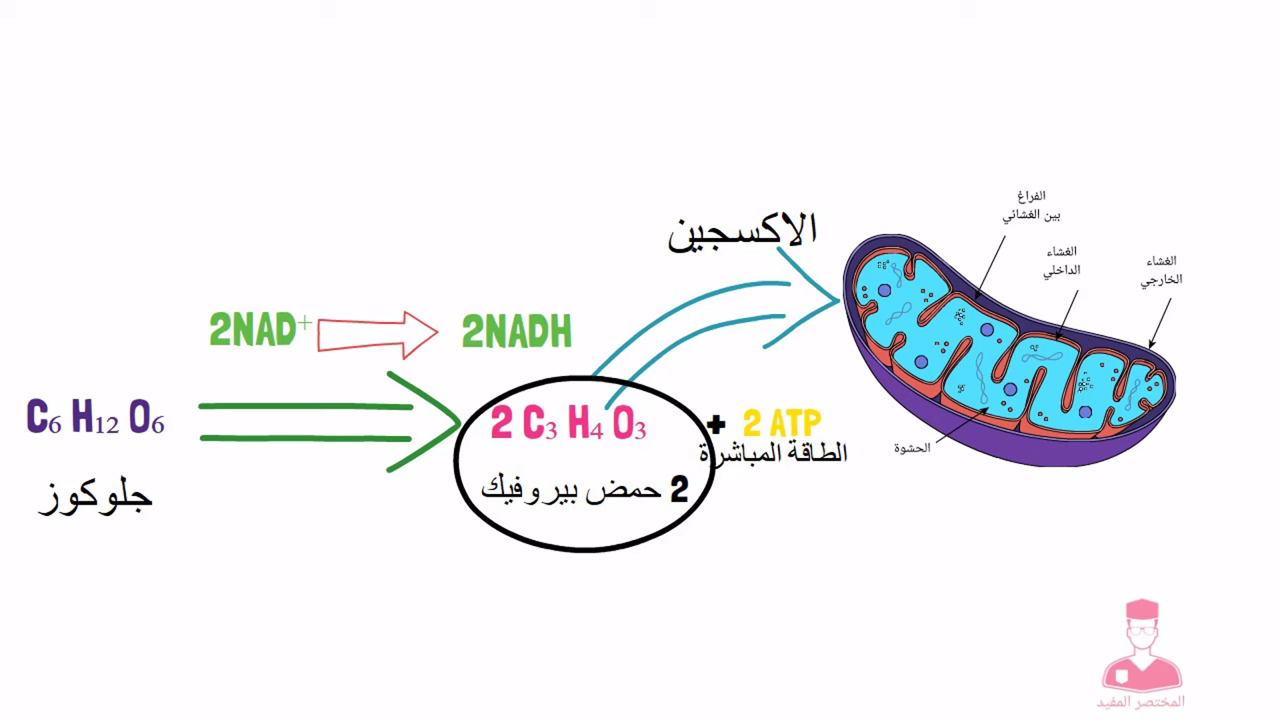 الفراغ
بين الغشائي
الاكسجين
الغشاء
الداخلي
الغشاء
الخارجي
2NAD+
2NADH
C6 H12 O6
2 C3 H4 O3
+ 2 ATP
الطاقة المباشرة
الحشوة
جلوكوز
2 حمض بيروفيك
المختصر المفيد